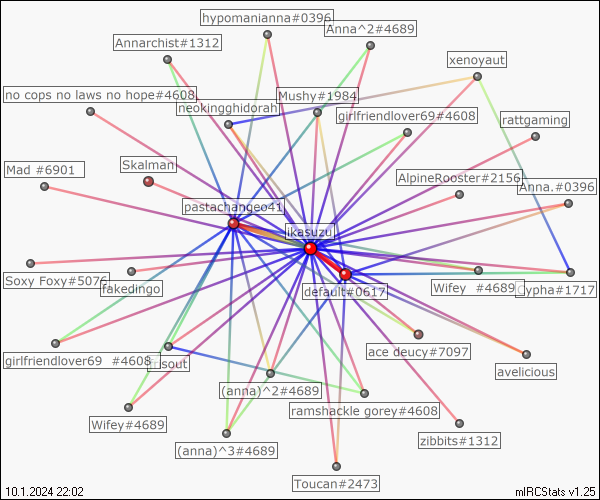 hypomanianna#0396
Anna^2#4689
Annarchist#1312
xenoyaut
no cops no laws no hope#4608
Mushy#1984
neokingghidorah
girlfriendlover69#4608
rattgaming
Mad #6901
Skalman
AlpineRooster#2156
Anna.#0396
pastachangeo41
ikasuzu
Soxy Foxy#5076
fakedingo
default#0617
Wifey #4689
Cypha#1717
girlfriendlover69 #4608
ace deucy#7097
avelicious
(anna)^2#4689
ramshackle gorey#4608
Wifey#4689
(anna)^3#4689
zibbits#1312
Toucan#2473
10.1.2024 22:02
mIRCStats v1.25